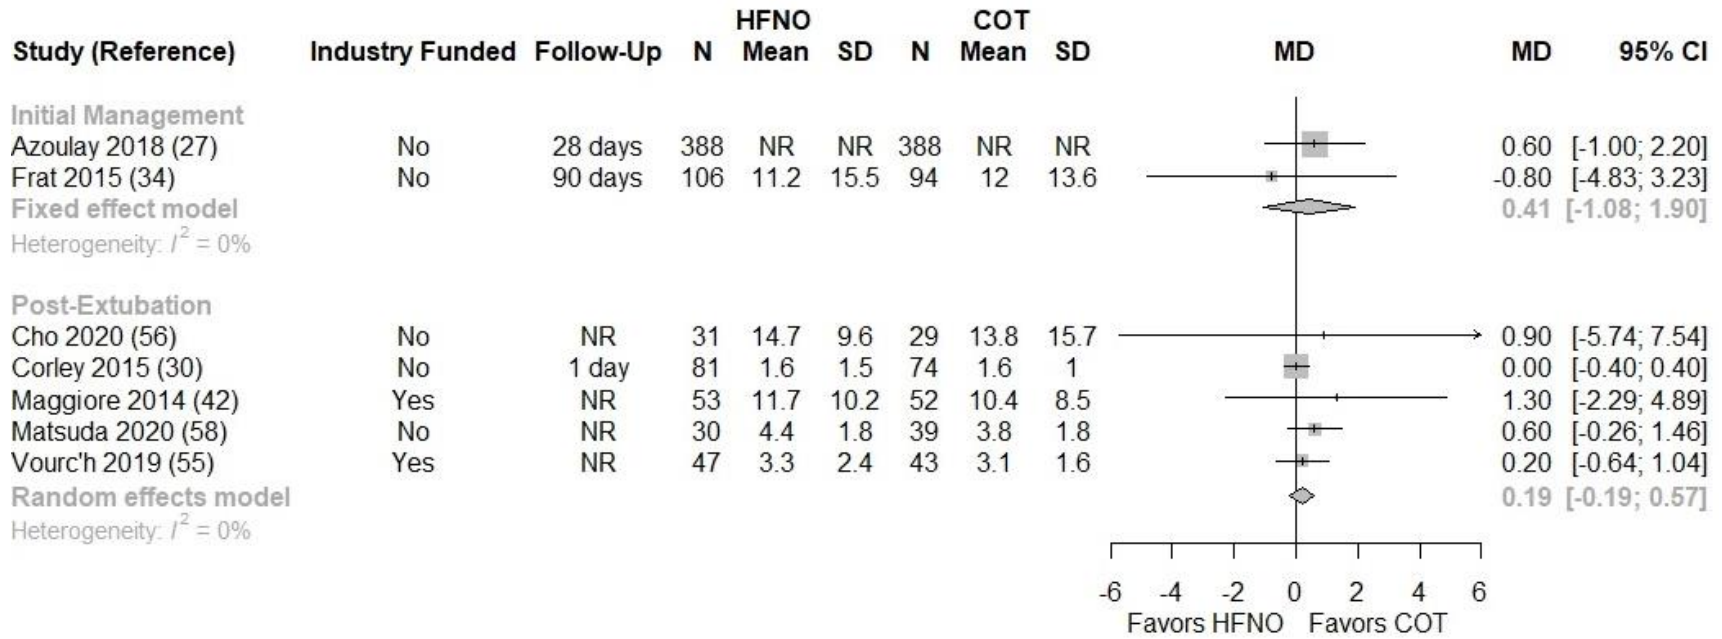 HFNO COT
Study (Reference) Industry Funded Follow-Up N Mean SD N Mean SD MD MD 95% CI
Initial Management
Azoulay 2018 (27) No 28 days 388 NR NR 388 NR NR 0.60 [-1.00; 2.20]
Frat 2015 (34) No 90 days 106 11.2 15.5 94 12 13.6 -0.80 [-4.83; 3.23]
Fixed effect model 0.41 [-1.08; 1.90]
Heterogeneity: I² = 0%
Post-Extubation
Cho 2020 (56) No NR 31 14.7 9.6 29 13.8 15.7 0.90 [-5.74; 7.54]
Corley 2015 (30) No 1 day 81 1.6 1.5 74 1.6 1 0.00 [-0.40; 0.40]
Maggiore 2014 (42) Yes NR 53 11.7 10.2 52 10.4 8.5 1.30 [-2.29; 4.89]
Matsuda 2020 (58) No NR 30 4.4 1.8 39 3.8 1.8 0.60 [-0.26; 1.46]
Vourc'h 2019 (55) Yes NR 47 3.3 2.4 43 3.1 1.6 0.20 [-0.64; 1.04]
Random effects model 0.19 [-0.19; 0.57]
Heterogeneity: I² = 0%
-6 -4 -2 0 2 4 6
Favors HFNO Favors COT